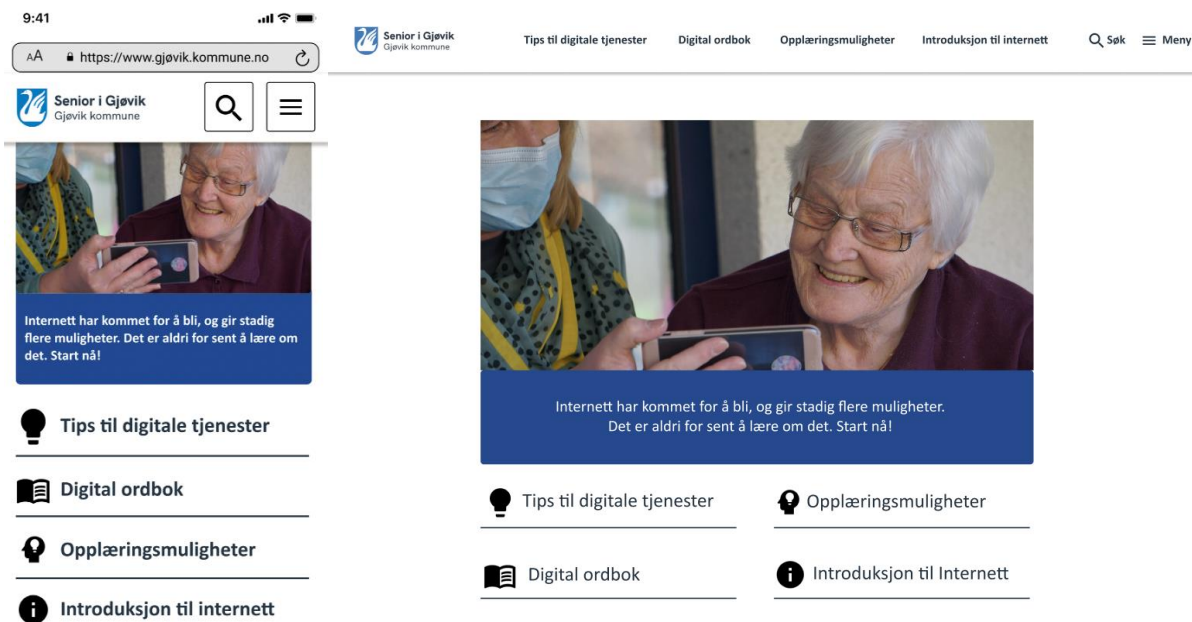 9:41
AA https://www.gjøvik.kommune.no
Senior i Gjøvik
Gjøvik kommune
Internett har kommet for å bli, og gir stadig
flere muligheter. Det er aldri for sent å lære om
det. Start nå!
Tips til digitale tjenester
Digital ordbok
Opplæringsmuligheter
Introduksjon til internett
Senior i Gjøvik
Gjøvik kommune
Tips til digitale tjenester Digital ordbok Opplæringsmuligheter Introduksjon til internett Søk Meny
Internett har kommet for å bli, og gir stadig flere muligheter.
Det er aldri for sent å lære om det. Start nå!
Tips til digitale tjenester Opplæringsmuligheter
Digital ordbok Introduksjon til Internett